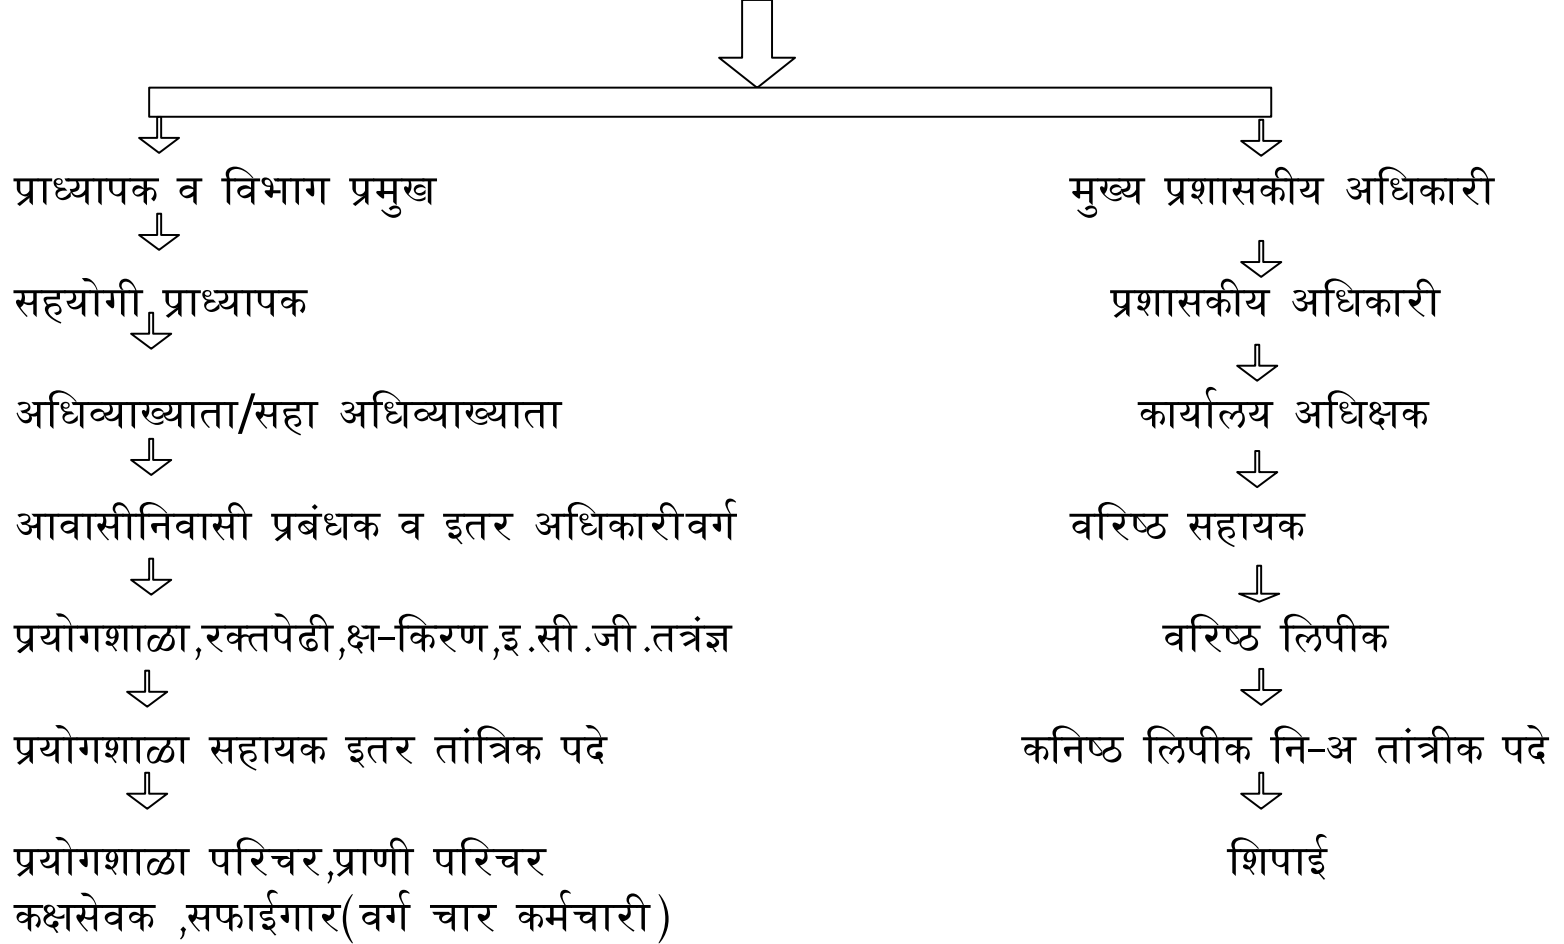 प्राध्यापक व विभाग प्रमुख
मुख्य प्रशासकीय अधिकारी
सहयोगी प्राध्यापक
प्रशासकीय अधिकारी
अधिव्याख्याता/सहा अधिव्याख्याता
कार्यालय अधिक्षक
आवासीनिवासी प्रबंधक व इतर अधिकारीवर्ग
वरिष्ठ सहायक
प्रयोगशाळा,रक्तपेढी,क्ष-किरण,इ.सी.जी.तत्रंज्ञ
वरिष्ठ लिपीक
प्रयोगशाळा सहायक इतर तांत्रिक पदे
कनिष्ठ लिपीक नि-अ तांत्रीक पदे
प्रयोगशाळा परिचर,प्राणी परिचर
शिपाई
कक्षसेवक ,सफाईगार(वर्ग चार कर्मचारी)